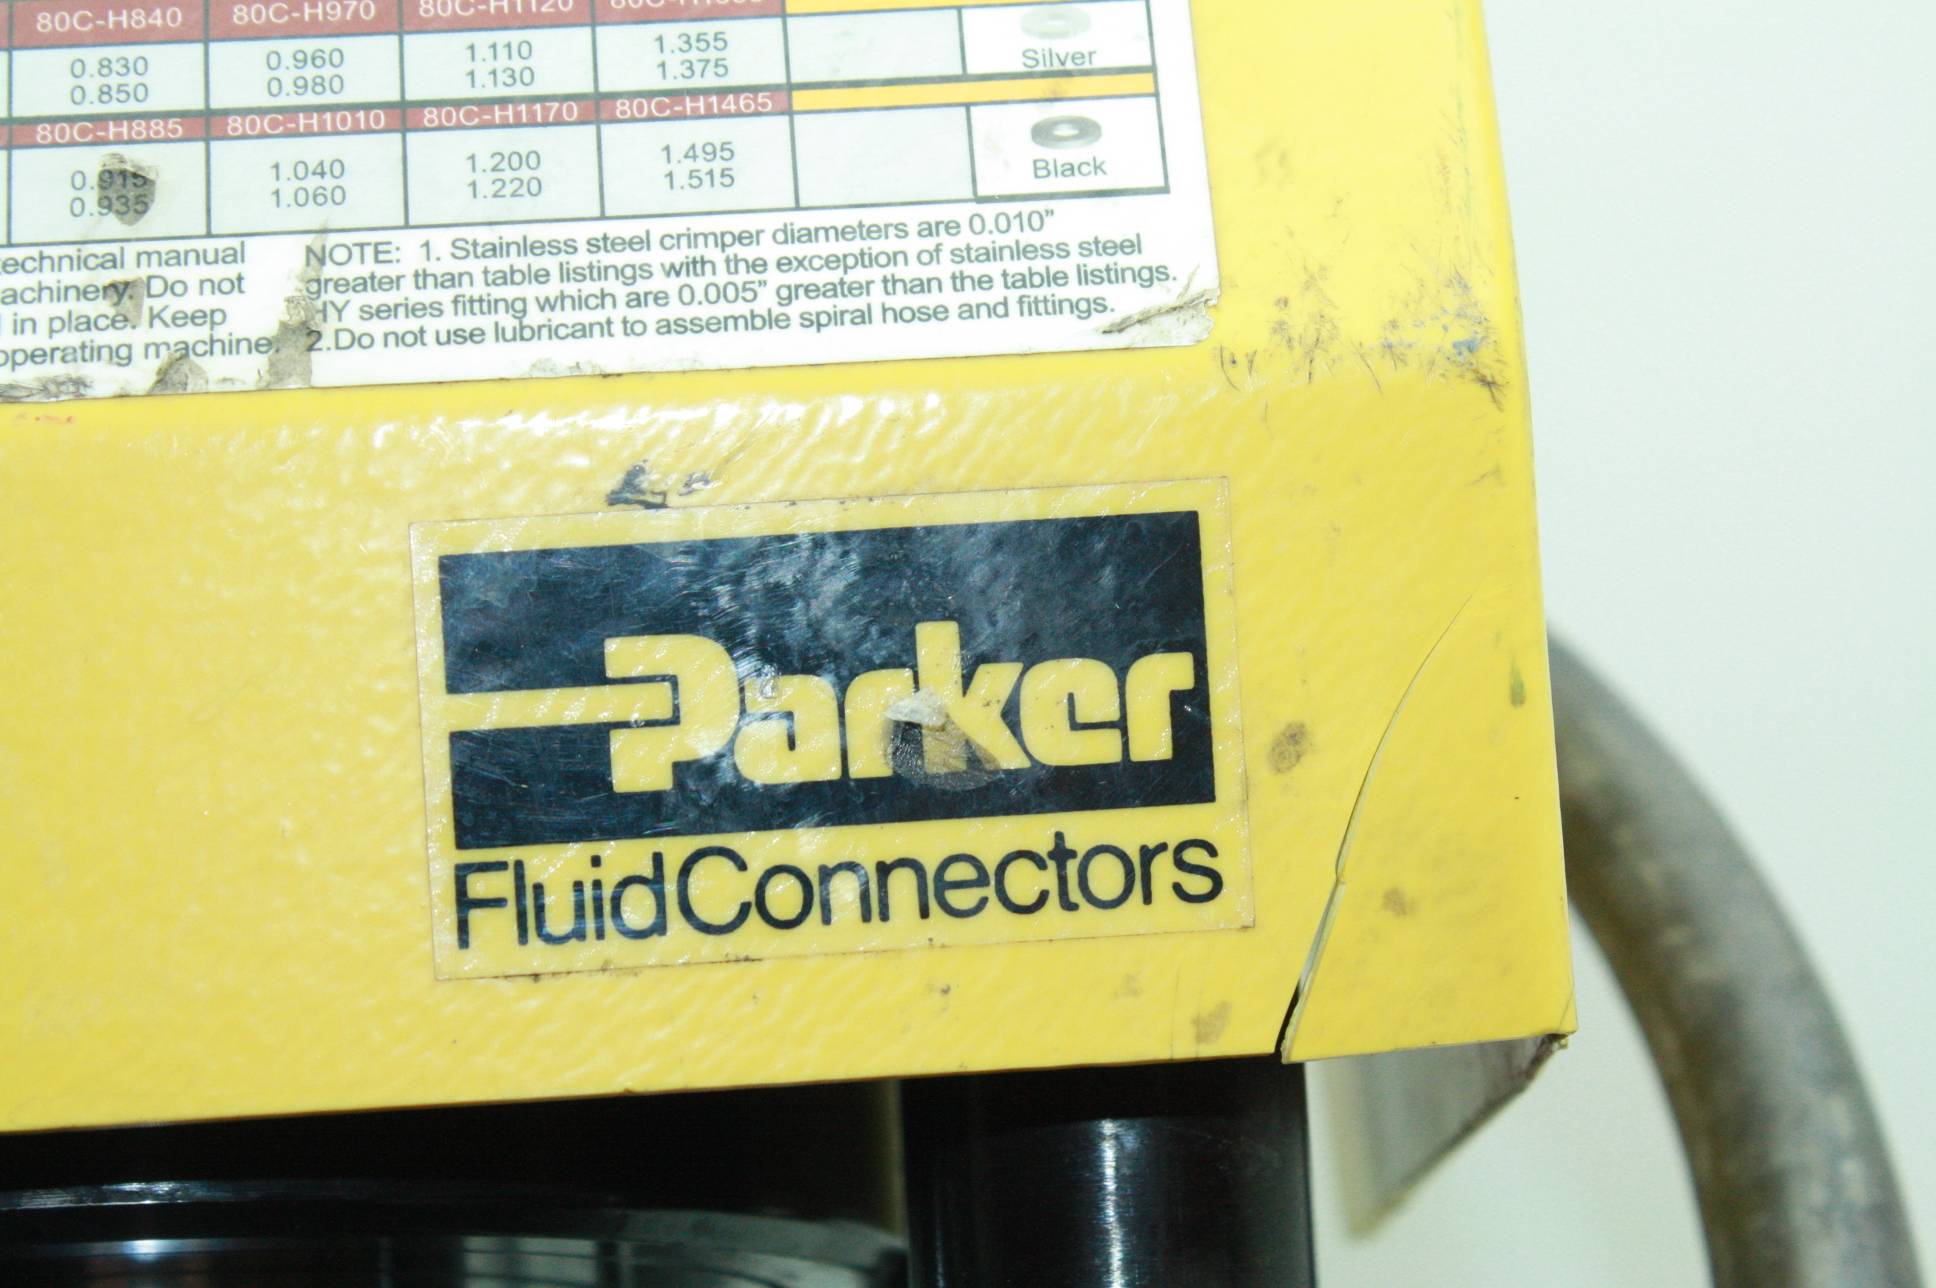 80C-H840 80C-H970 80C-H1120
0.830 0.960 1.110 1.355
0.850 0.980 1.130 1.375
Silver
80C-H885 80C-H1010 80C-H1170 80C-H1465
0.915 1.040 1.200 1.495
0.935 1.060 1.220 1.515
Black
technical manual
achinery. Do not
in place. Keep
operating machine.
NOTE: 1. Stainless steel crimper diameters are 0.010”
greater than table listings with the exception of stainless steel
HY series fitting which are 0.005” greater than the table listings.
2.Do not use lubricant to assemble spiral hose and fittings.
Parker
FluidConnectors